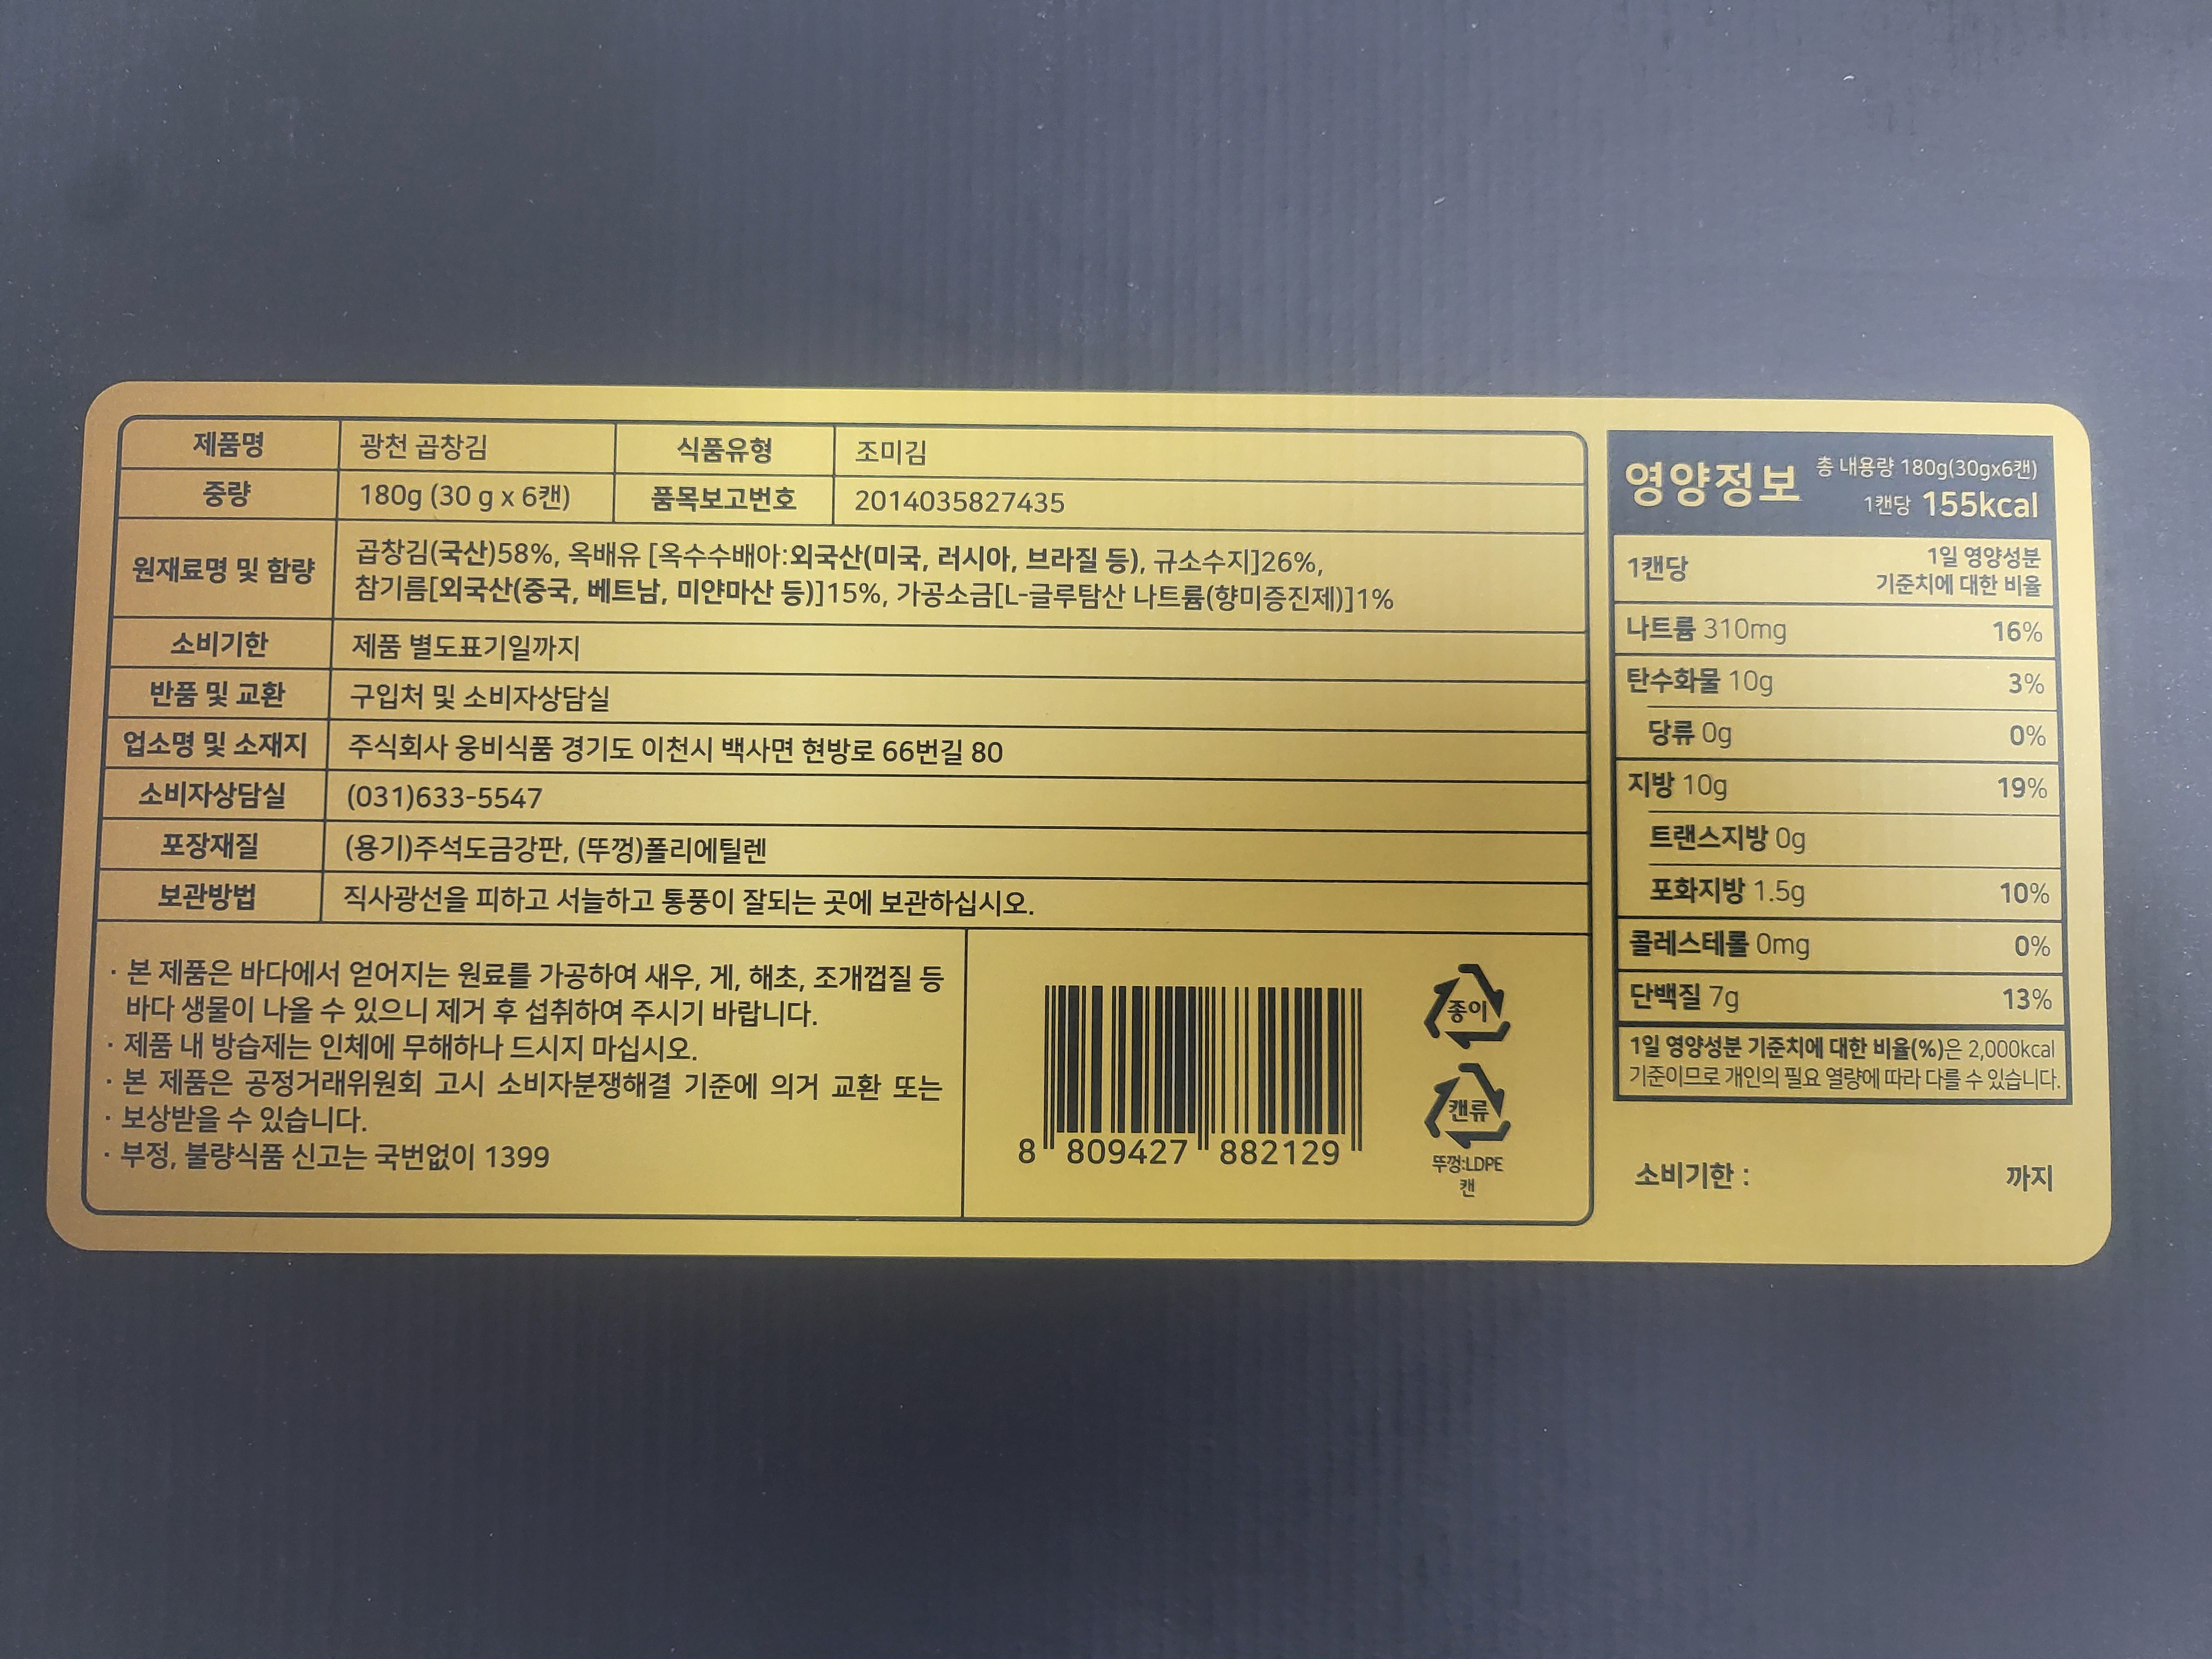 제품명 광천 곱창김 식품유형 조미김
중량 180g (30 g x 6캔) 품목보고번호 2014035827435
원재료명 및 함량
곱창김(국산)58%, 옥배유 [옥수수배아:외국산(미국, 러시아, 브라질 등), 규소수지]26%,
참기름[외국산(중국, 베트남, 미얀마산 등)]15%, 가공소금[L-글루탐산 나트륨(향미증진제)]1%
소비기한 제품 별도표기일까지
반품 및 교환 구입처 및 소비자상담실
업소명 및 소재지 주식회사 웅비식품 경기도 이천시 백사면 현방로 66번길 80
소비자상담실 (031)633-5547
포장재질 (용기)주석도금강판, (뚜껑)폴리에틸렌
보관방법 직사광선을 피하고 서늘하고 통풍이 잘되는 곳에 보관하십시오.
· 본 제품은 바다에서 얻어지는 원료를 가공하여 새우, 게, 해초, 조개껍질 등
바다 생물이 나올 수 있으니 제거 후 섭취하여 주시기 바랍니다.
· 제품 내 방습제는 인체에 무해하나 드시지 마십시오.
· 본 제품은 공정거래위원회 고시 소비자분쟁해결 기준에 의거 교환 또는
· 보상받을 수 있습니다.
· 부정, 불량식품 신고는 국번없이 1399
8 809427 882129
종이
캔류
뚜껑:LDPE
캔
영양정보
총 내용량 180g(30gx6캔)
1캔당 155kcal
1캔당
1일 영양성분
기준치에 대한 비율
나트륨 310mg 16%
탄수화물 10g 3%
당류 0g 0%
지방 10g 19%
트랜스지방 0g
포화지방 1.5g 10%
콜레스테롤 0mg 0%
단백질 7g 13%
1일 영양성분 기준치에 대한 비율(%)은 2,000kcal
기준이므로 개인의 필요 열량에 따라 다를 수 있습니다.
소비기한 : 까지